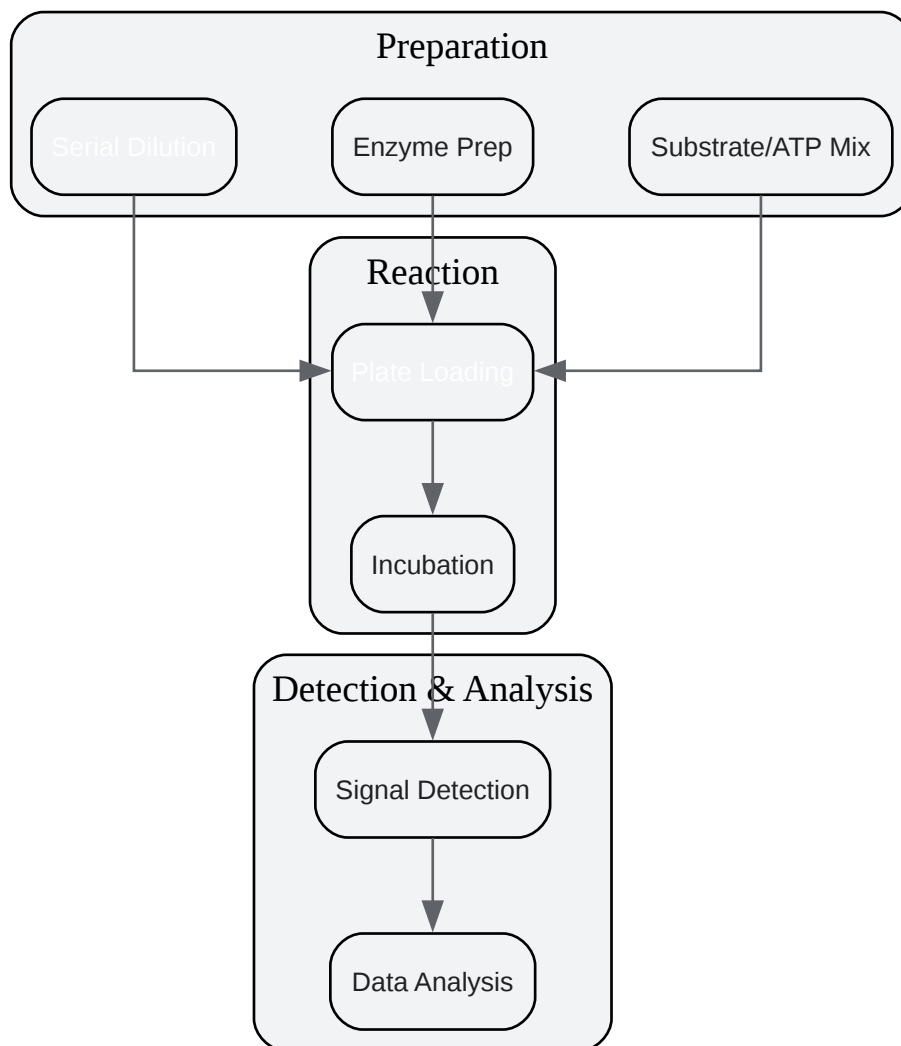 Preparation
Serial Dilution
Enzyme Prep
Substrate/ATP Mix
Reaction
Plate Loading
Incubation
Detection & Analysis
Signal Detection
Data Analysis